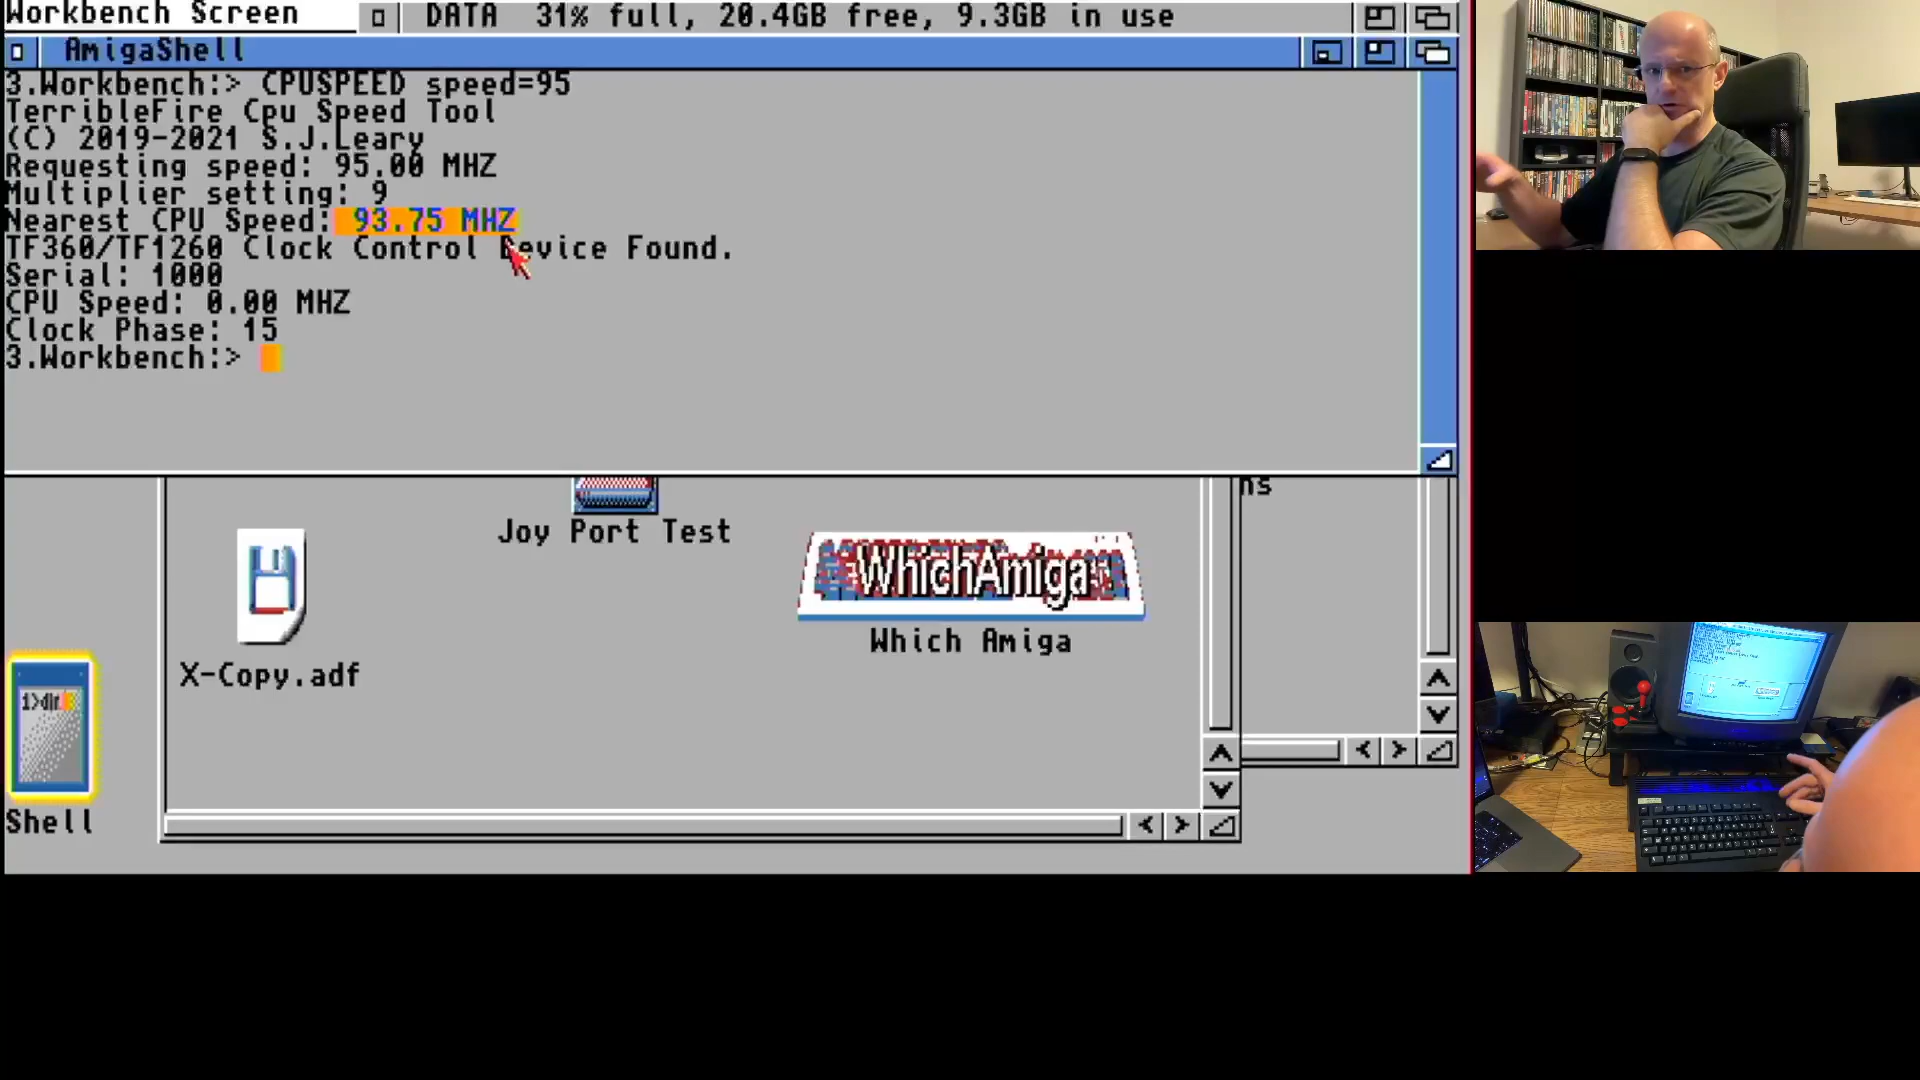 Workbench Screen
DATA 31% full, 20.4GB free, 9.3GB in use
AmigaShell
3.Workbench:> CPUSPEED speed=95
TerribleFire Cpu Speed Tool
(C) 2019-2021 S.J.Leary
Requesting speed: 95.00 MHZ
Multiplier setting: 9
Nearest CPU Speed: 93.75 MHZ
TF360/TF1260 Clock Control Device Found.
Serial: 1000
CPU Speed: 0.00 MHZ
Clock Phase: 15
3.Workbench:>
ns
Joy Port Test
WhichAmiga
Which Amiga
X-Copy.adf
1>dir
Shell